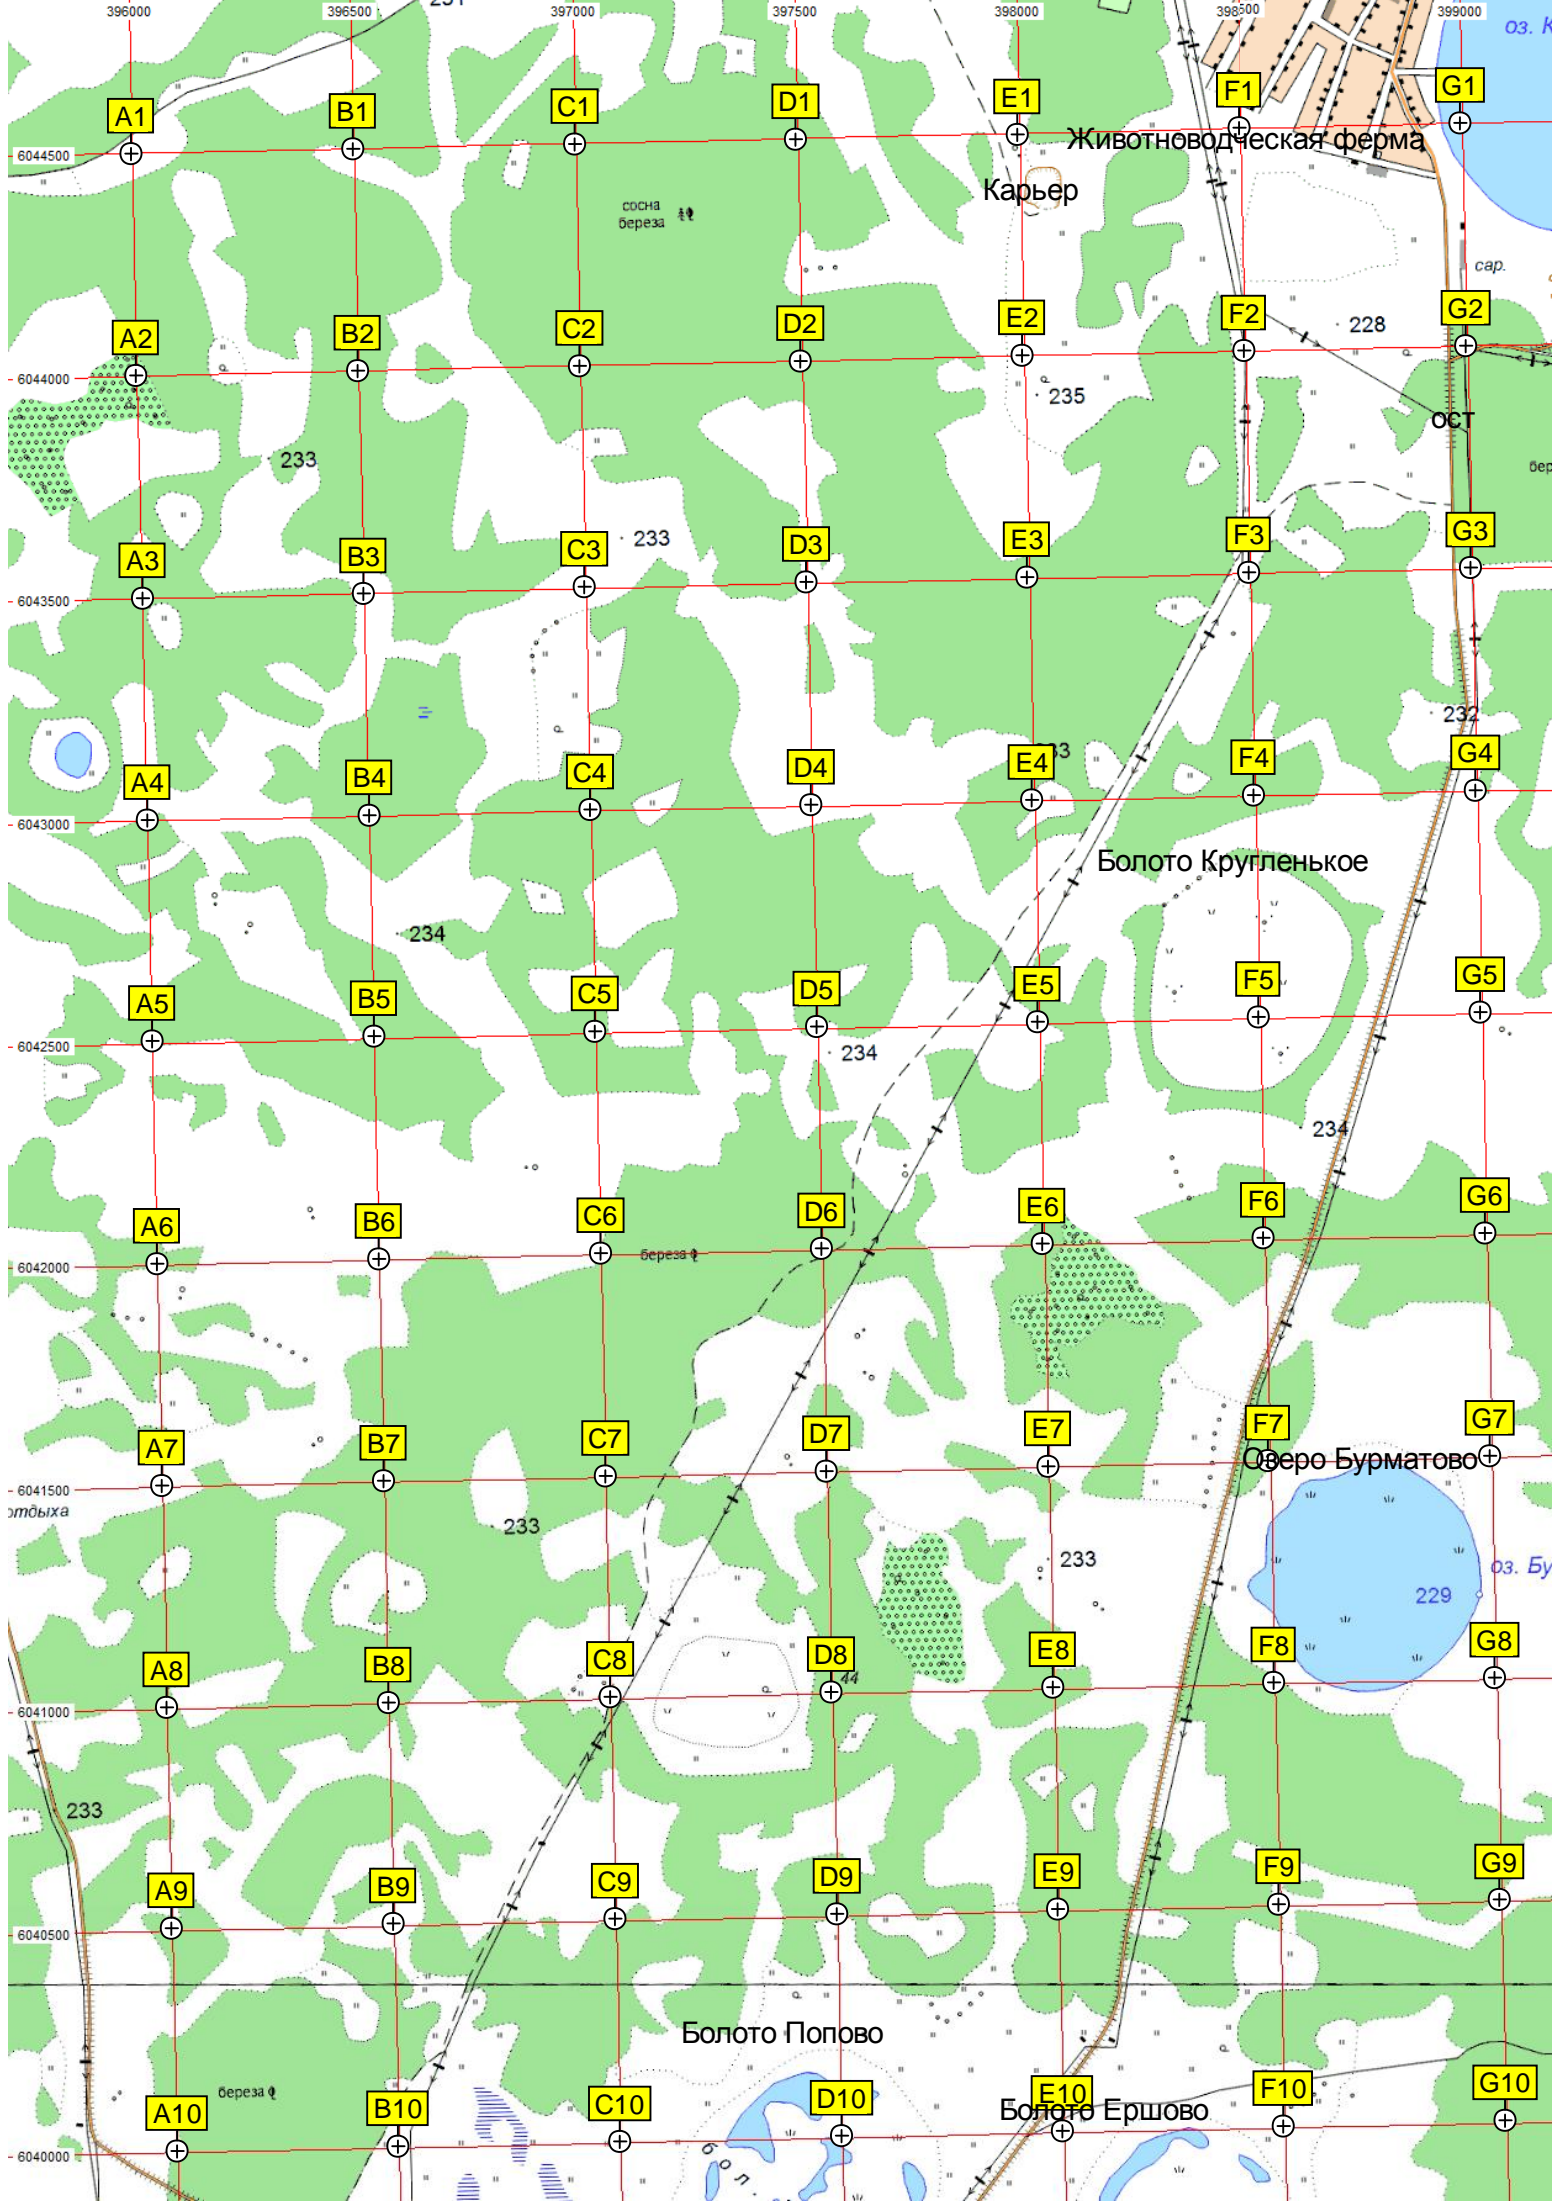 396000 396500 397000 397500 398000 398500 399000
оз. К
A1 B1 C1 D1 E1 F1 G1
6044500
Животноводческая ферма
Карьер
сосна
береза
сар.
A2 B2 C2 D2 E2 F2 G2
228
6044000
235
ост
233
бер
233
A3 B3 C3 D3 E3 F3 G3
6043500
232
A4 B4 C4 D4 E4 F4 G4
6043000
Болото Кругленькое
234
A5 B5 C5 D5 E5 F5 G5
6042500
234
234
A6 B6 C6 D6 E6 F6 G6
береза
6042000
A7 B7 C7 D7 E7 F7 G7
Озеро Бурматово
6041500
отдыха
233
233
оз. Бу
229
A8 B8 C8 D8 E8 F8 G8
44
6041000
233
A9 B9 C9 D9 E9 F9 G9
6040500
Болото Попово
береза
A10 B10 C10 D10 E10 F10 G10
Болото Ершово
6040000
бол.